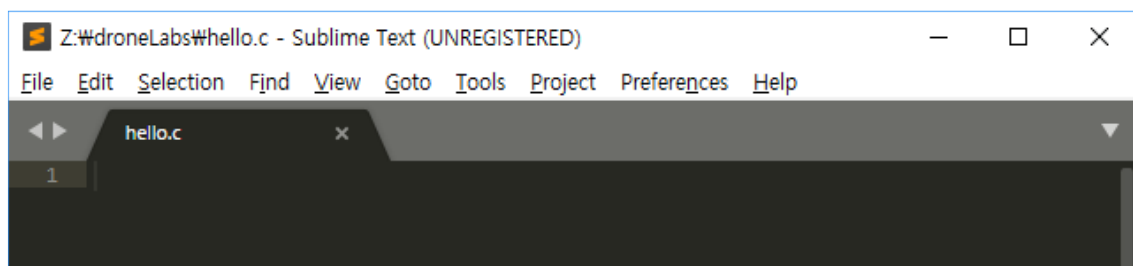 Z:₩droneLabs₩hello.c - Sublime Text (UNREGISTERED)
File Edit Selection Find View Goto Tools Project Preferences Help
hello.c
1